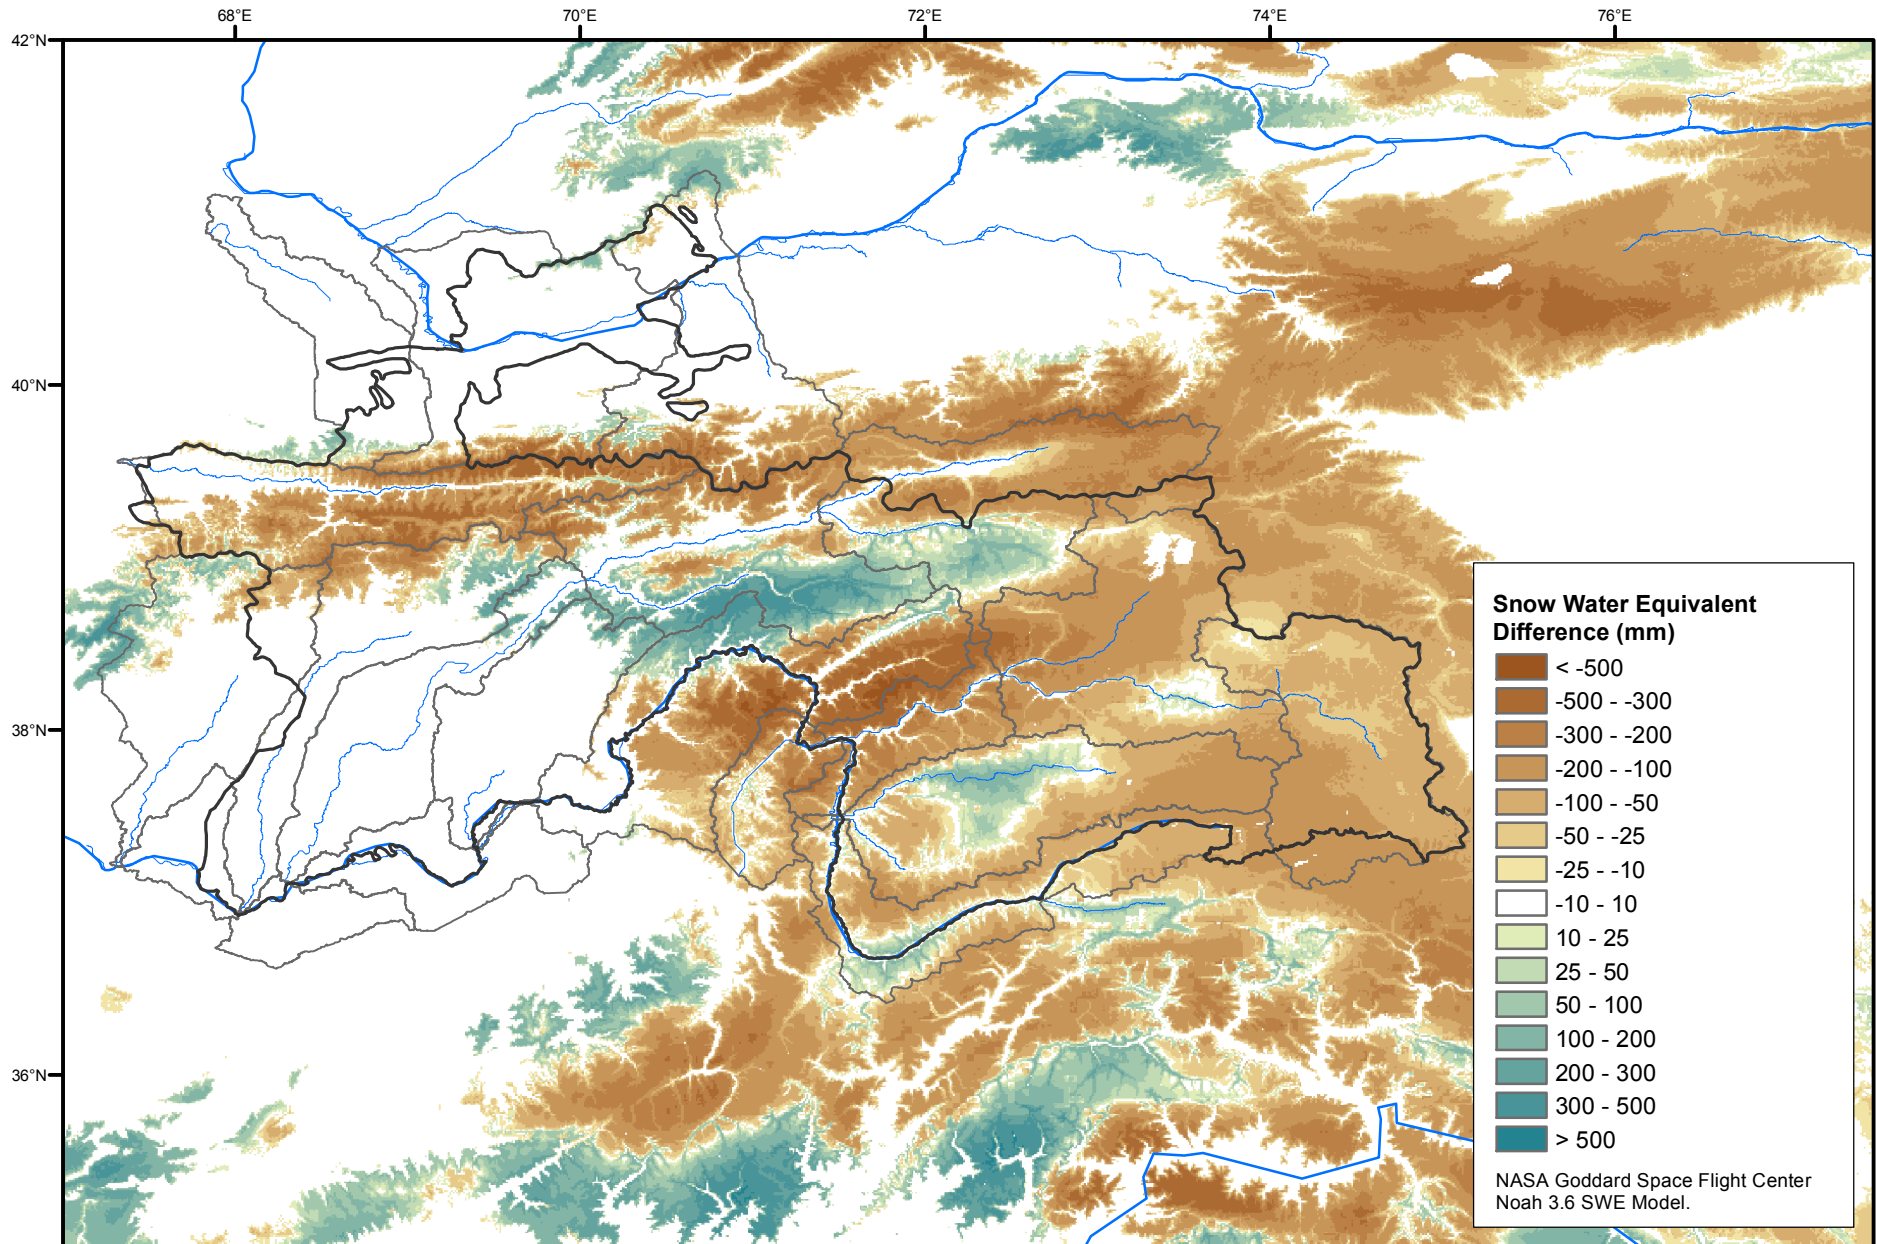 68°E 70°E 72°E 74°E 76°E
42°N
40°N
38°N
36°N
Snow Water Equivalent
Difference (mm)
< -500
-500 - -300
-300 - -200
-200 - -100
-100 - -50
-50 - -25
-25 - -10
-10 - 10
10 - 25
25 - 50
50 - 100
100 - 200
200 - 300
300 - 500
> 500
NASA Goddard Space Flight Center
Noah 3.6 SWE Model.